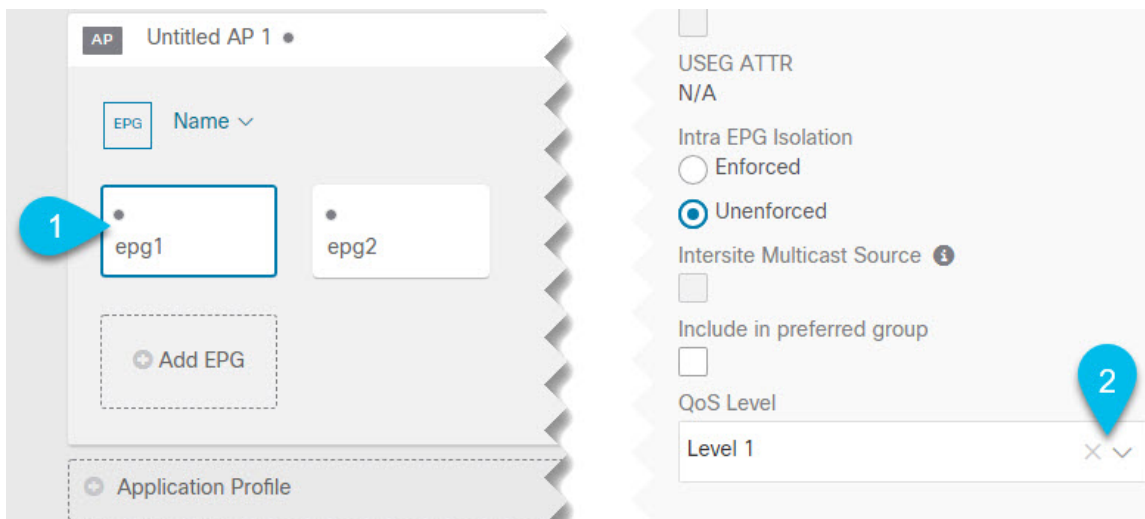 AP Untitled AP 1
EPG Name
1
epg1
epg2
Add EPG
Application Profile
USEG ATTR
N/A
Intra EPG Isolation
Enforced
Unenforced
Intersite Multicast Source
Include in preferred group
2
QoS Level
Level 1